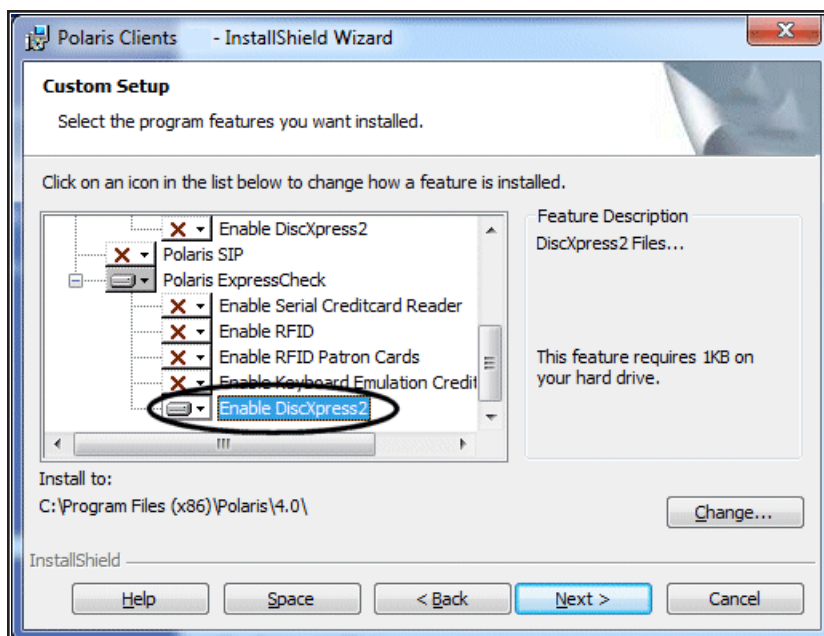 Polaris Clients - InstallShield Wizard
Custom Setup
Select the program features you want installed.
Click on an icon in the list below to change how a feature is installed.
Enable DiscXpress2
Polaris SIP
Polaris ExpressCheck
Enable Serial Creditcard Reader
Enable RFID
Enable RFID Patron Cards
Enable Keyboard Emulation Credit
Enable DiscXpress2
Feature Description
DiscXpress2 Files...
This feature requires 1KB on
your hard drive.
Install to:
C:\Program Files (x86)\Polaris\4.0\
Change...
InstallShield
Help
Space
< Back
Next >
Cancel